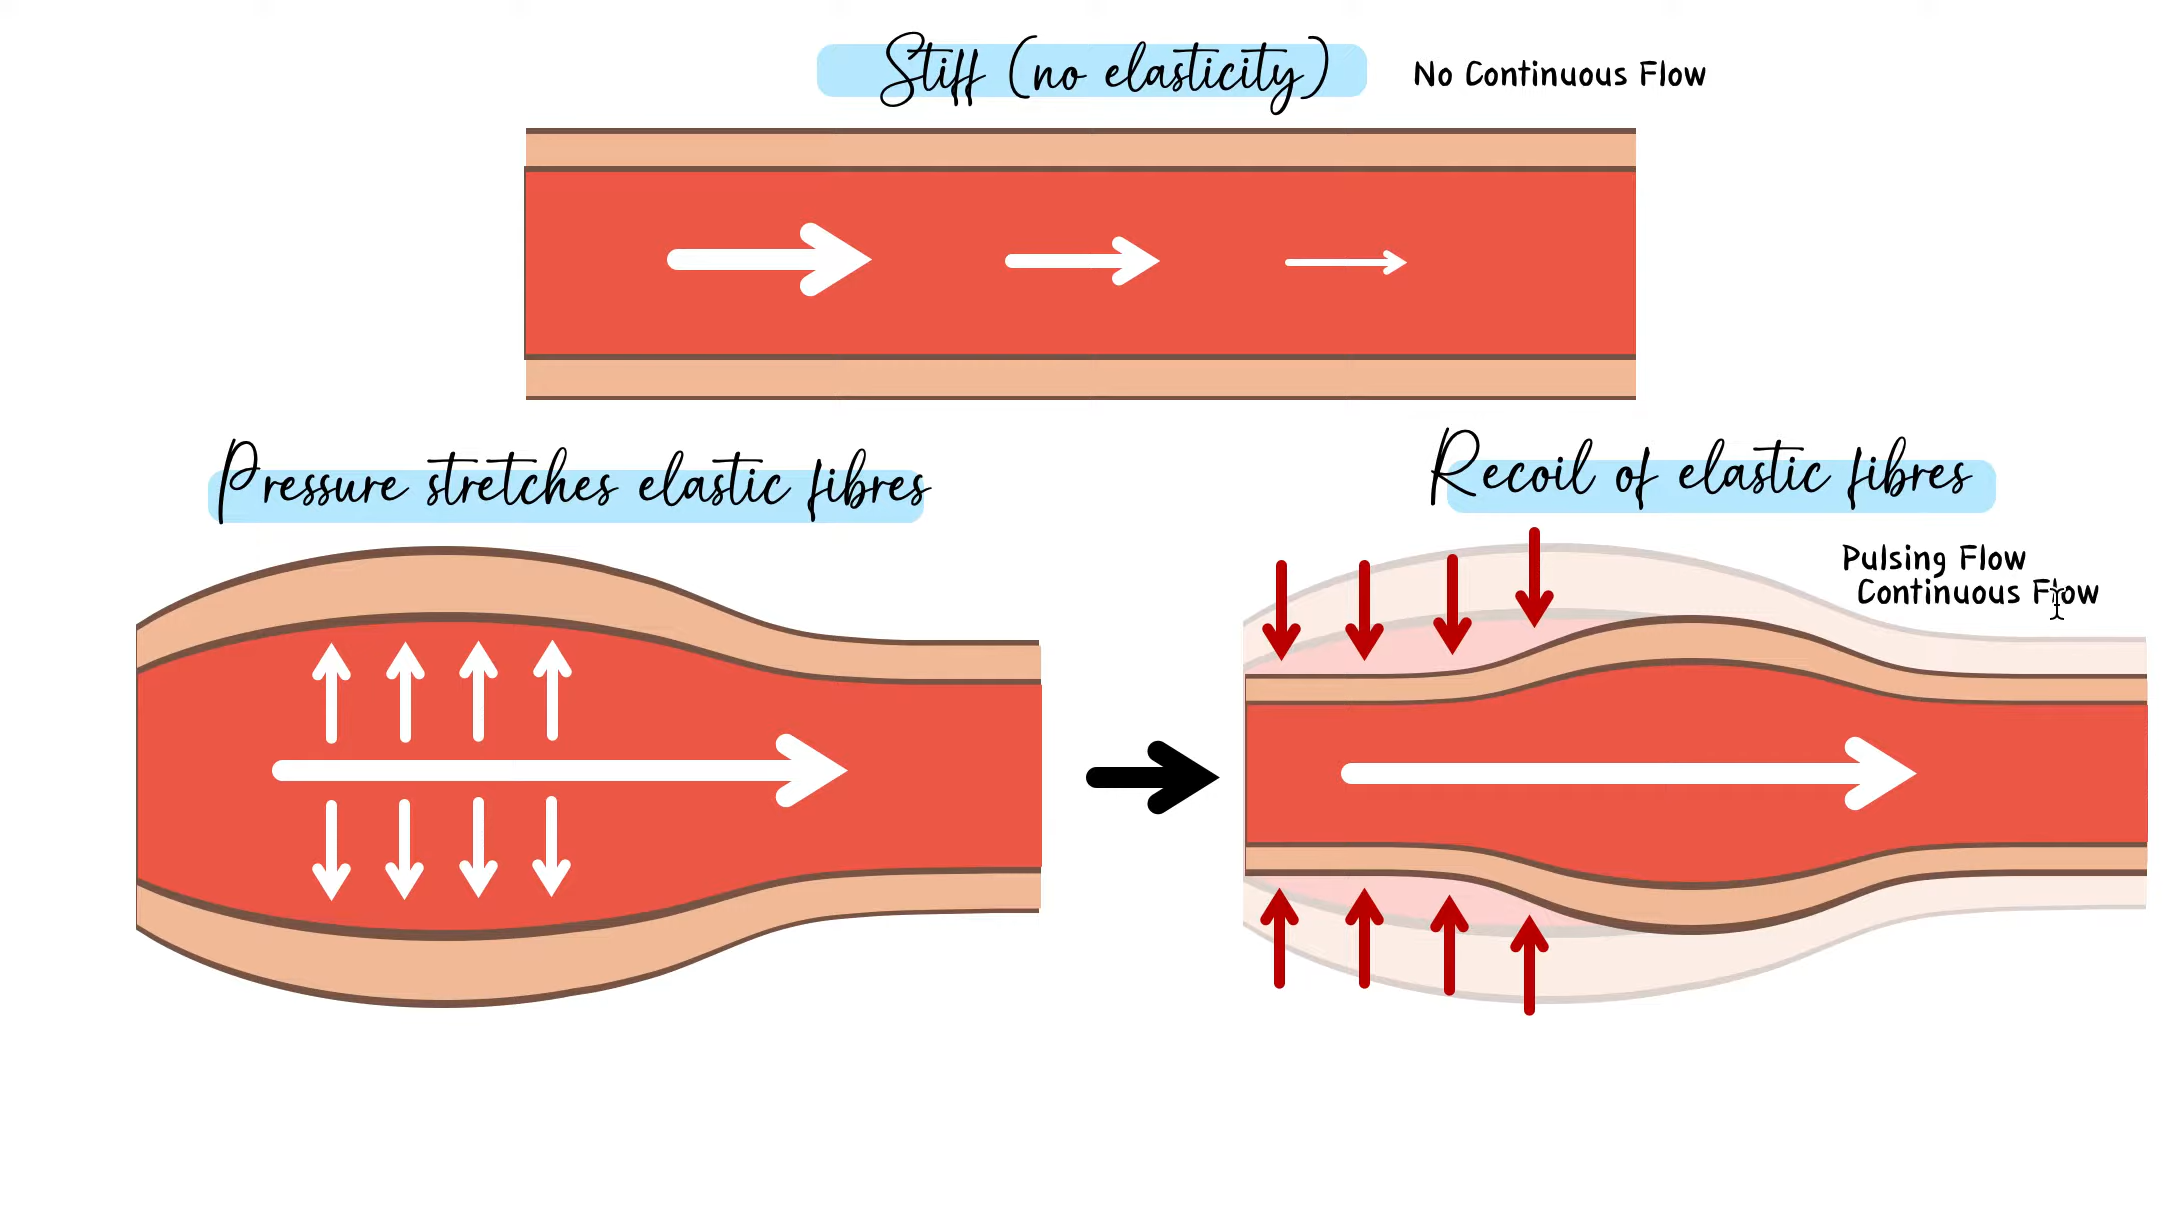 Stiff (no elasticity)
No Continuous Flow
Pressure stretches elastic fibres
Recoil of elastic fibres
Pulsing Flow
Continuous Flow